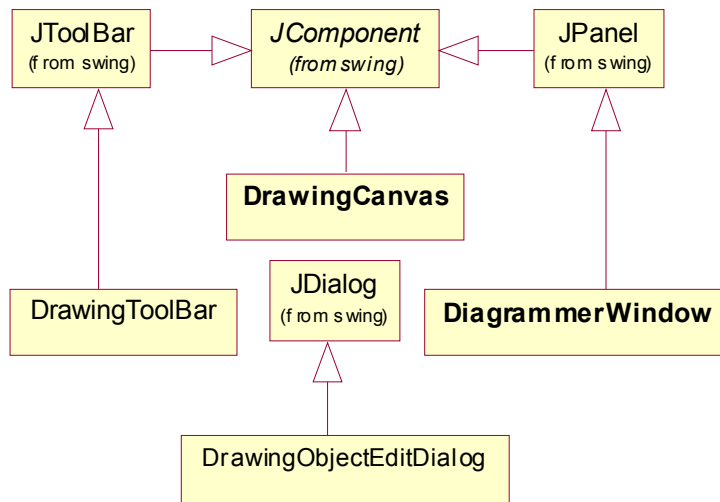 JToolBar
(from swing)
JComponent
(from swing)
JPanel
(from swing)
DrawingCanvas
DrawingToolBar
JDialog
(from swing)
DiagrammerWindow
DrawingObjectEditDialog